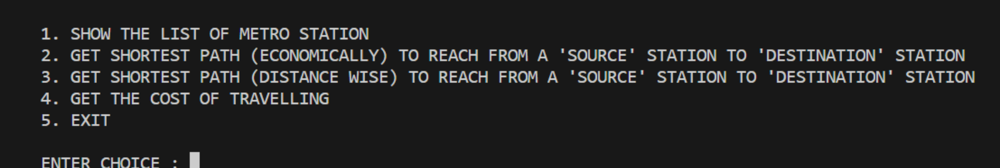 1. SHOW THE LIST OF METRO STATION
2. GET SHORTEST PATH (ECONOMICALLY) TO REACH FROM A 'SOURCE' STATION TO 'DESTINATION' STATION
3. GET SHORTEST PATH (DISTANCE WISE) TO REACH FROM A 'SOURCE' STATION TO 'DESTINATION' STATION
4. GET THE COST OF TRAVELLING
5. EXIT
ENTER CHOICE :